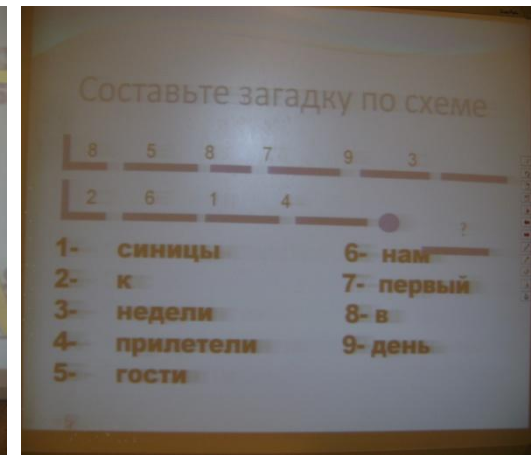 Составьте загадку по схеме
8 5 8 7 9 3
2 6 1 4
?
1- синицы
2- к
3- недели
4- прилетели
5- гости
6- нам
7- первый
8- в
9- день